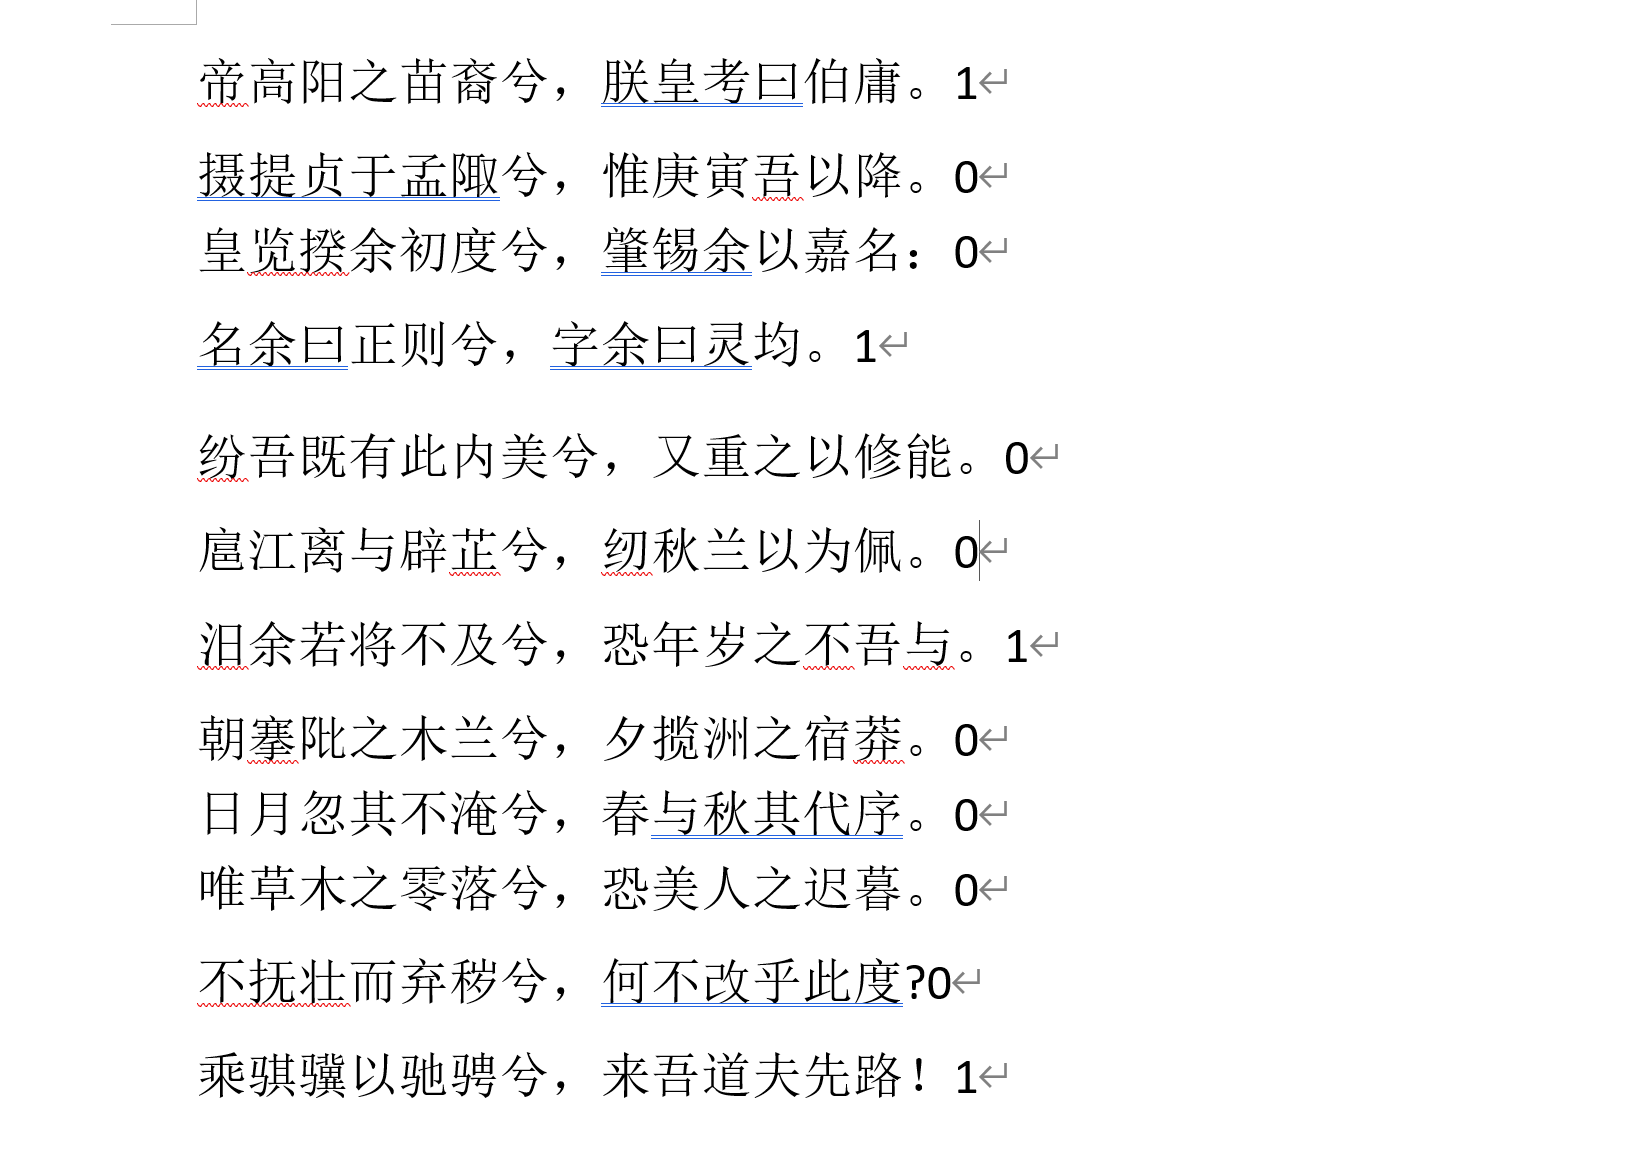 帝高阳之苗裔兮，朕皇考曰伯庸。1
摄提贞于孟陬兮，惟庚寅吾以降。0
皇览揆余初度兮，肇锡余以嘉名：0
名余曰正则兮，字余曰灵均。1
纷吾既有此内美兮，又重之以修能。0
扈江离与辟芷兮，纫秋兰以为佩。0
汨余若将不及兮，恐年岁之不吾与。1
朝搴阰之木兰兮，夕揽洲之宿莽。0
日月忽其不淹兮，春与秋其代序。0
唯草木之零落兮，恐美人之迟暮。0
不抚壮而弃秽兮，何不改乎此度?0
乘骐骥以驰骋兮，来吾道夫先路！1